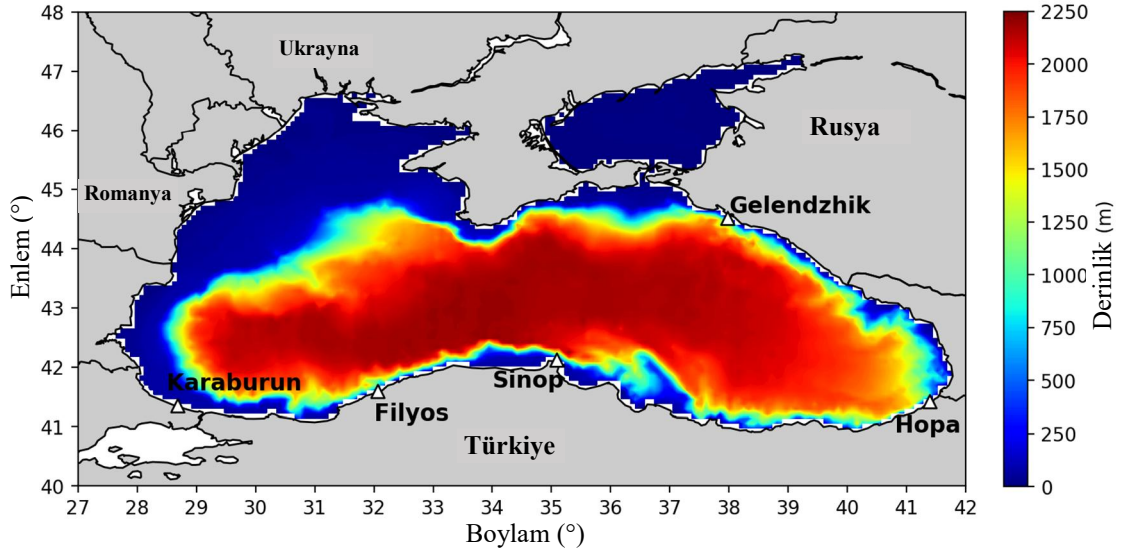 48
47
46
45
44
43
42
41
40
Enlem (°)
Ukrayna
Romanya
Rusya
Gelendzhik
Karaburun
Sinop
Filyos
Hopa
Türkiye
27 28 29 30 31 32 33 34 35 36 37 38 39 40 41 42
Boylam (°)
2250
2000
1750
1500
1250
1000
750
500
250
0
Derinlik (m)